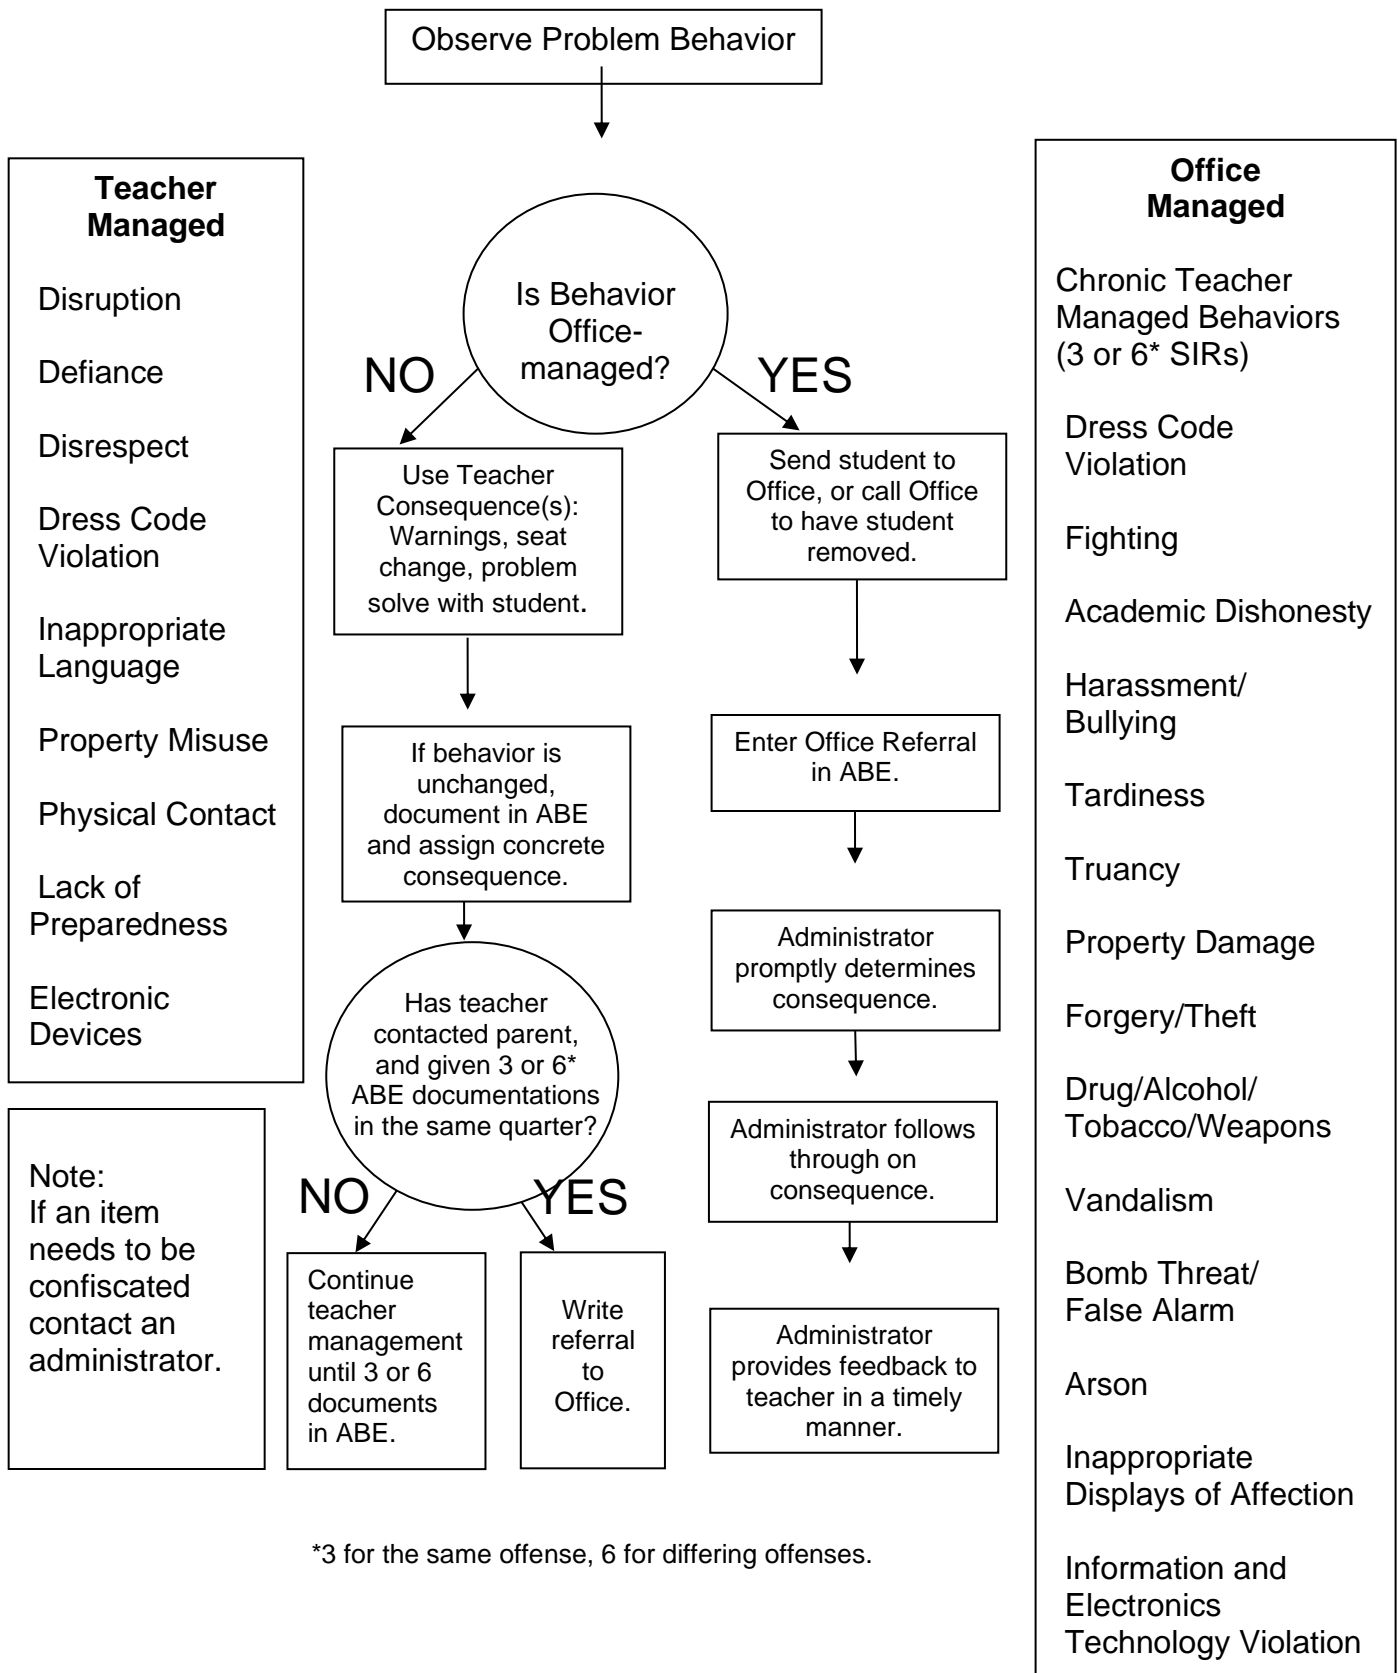 Observe Problem Behavior
Teacher
Managed
Disruption
Defiance
Disrespect
Dress Code
Violation
Inappropriate
Language
Property Misuse
Physical Contact
Lack of
Preparedness
Electronic
Devices
Note:
If an item
needs to be
confiscated
contact an
administrator.
Is Behavior
Office-
managed?
NO
YES
Use Teacher
Consequence(s):
Warnings, seat
change, problem
solve with student.
If behavior is
unchanged,
document in ABE
and assign concrete
consequence.
Has teacher
contacted parent,
and given 3 or 6*
ABE documentations
in the same quarter?
NO
YES
Continue
teacher
management
until 3 or 6
documents
in ABE.
Write
referral
to
Office.
Send student to
Office, or call Office
to have student
removed.
Enter Office Referral
in ABE.
Administrator
promptly determines
consequence.
Administrator follows
through on
consequence.
Administrator
provides feedback to
teacher in a timely
manner.
Office
Managed
Chronic Teacher
Managed Behaviors
(3 or 6* SIRs)
Dress Code
Violation
Fighting
Academic Dishonesty
Harassment/
Bullying
Tardiness
Truancy
Property Damage
Forgery/Theft
Drug/Alcohol/
Tobacco/Weapons
Vandalism
Bomb Threat/
False Alarm
Arson
Inappropriate
Displays of Affection
Information and
Electronics
Technology Violation
*3 for the same offense, 6 for differing offenses.